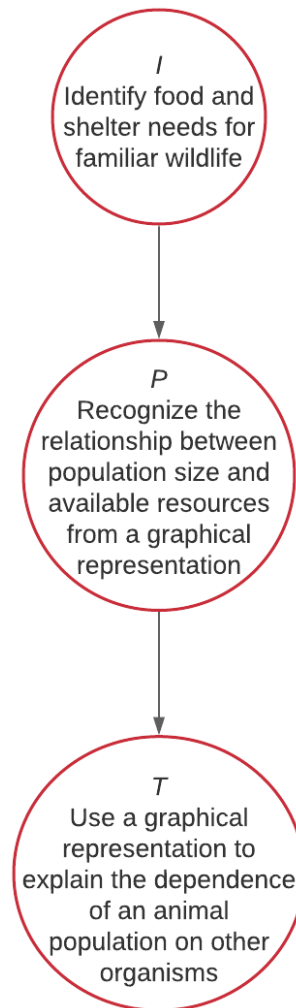 I
Identify food and
shelter needs for
familiar wildlife
P
Recognize the
relationship between
population size and
available resources
from a graphical
representation
T
Use a graphical
representation to
explain the dependence
of an animal
population on other
organisms